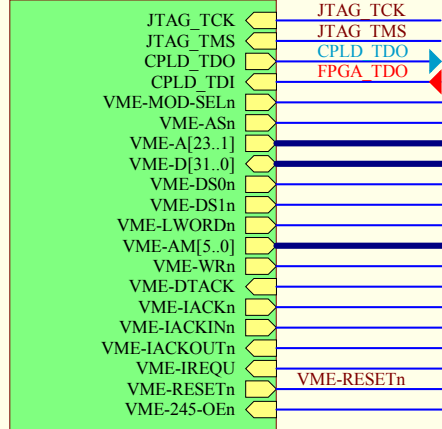 JTAG_TCK JTAG_TCK
JTAG_TMS JTAG_TMS
CPLD_TDO CPLD_TDO
CPLD_TDI FPGA_TDO
VME-MOD-SELn
VME-ASn
VME-A[23..1]
VME-D[31..0]
VME-DS0n
VME-DS1n
VME-LWORDn
VME-AM[5..0]
VME-WRn
VME-DTACK
VME-IACKn
VME-IACKINn
VME-IACKOUTn
VME-IREQU
VME-RESETn VME-RESETn
VME-245-OEn